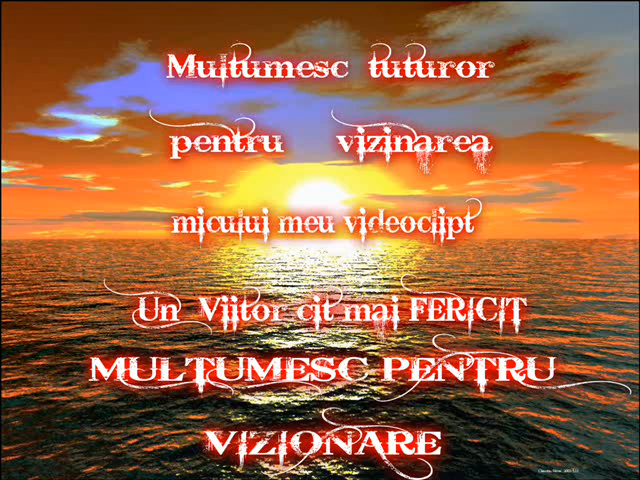 Multumesc tuturor
pentru vizinarea
micului meu videoclipt
Un Viitor cit mai FERICIT
MULTUMESC PENTRU
VIZIONARE